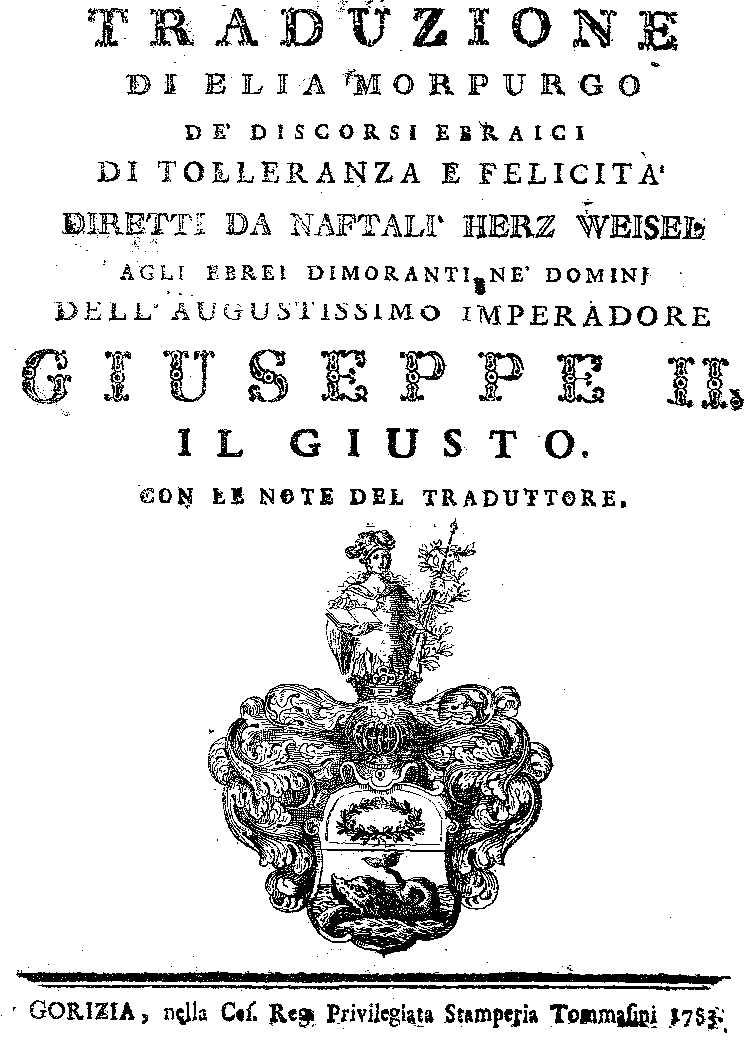 TRADUZIONE
DI ELIA MORPURGO
DE' DISCORSI EBRAICI
DI TOLLERANZA E FELICITA'
DIRETTI DA NAFTALI' HERZ WEISEL
AGLI EBREI DIMORANTI NE' DOMINJ
DELL' AUGUSTISSIMO IMPERADORE
GIUSEPPE II.
IL GIUSTO.
CON LE NOTE DEL TRADUTTORE.
GORIZIA, nella Ceſ. Reg. Privilegiata Stamperia Tommaſini 1783.